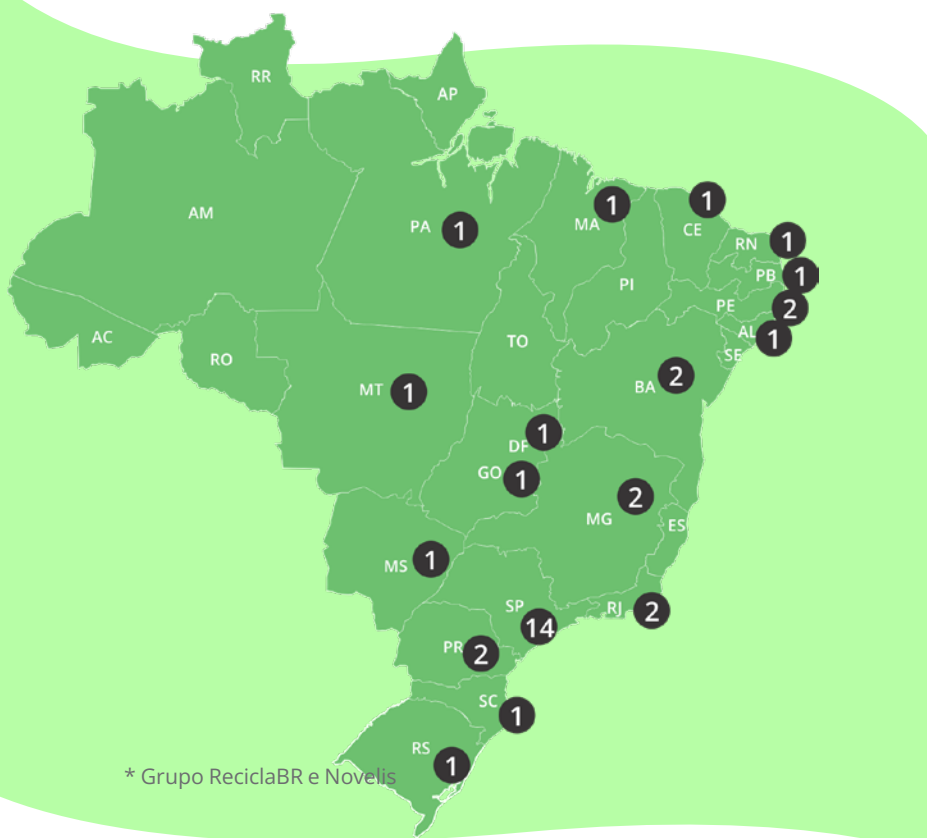 RR
AP
AM
PA 1
MA 1
CE 1
RN 1
PB 1
PI
PE 2
AL 1
SE
AC
RO
TO
MT 1
BA 2
DF 1
GO 1
MG 2
ES
MS 1
SP 14
RJ 2
PR 2
SC 1
RS 1
* Grupo ReciclaBR e Novelis